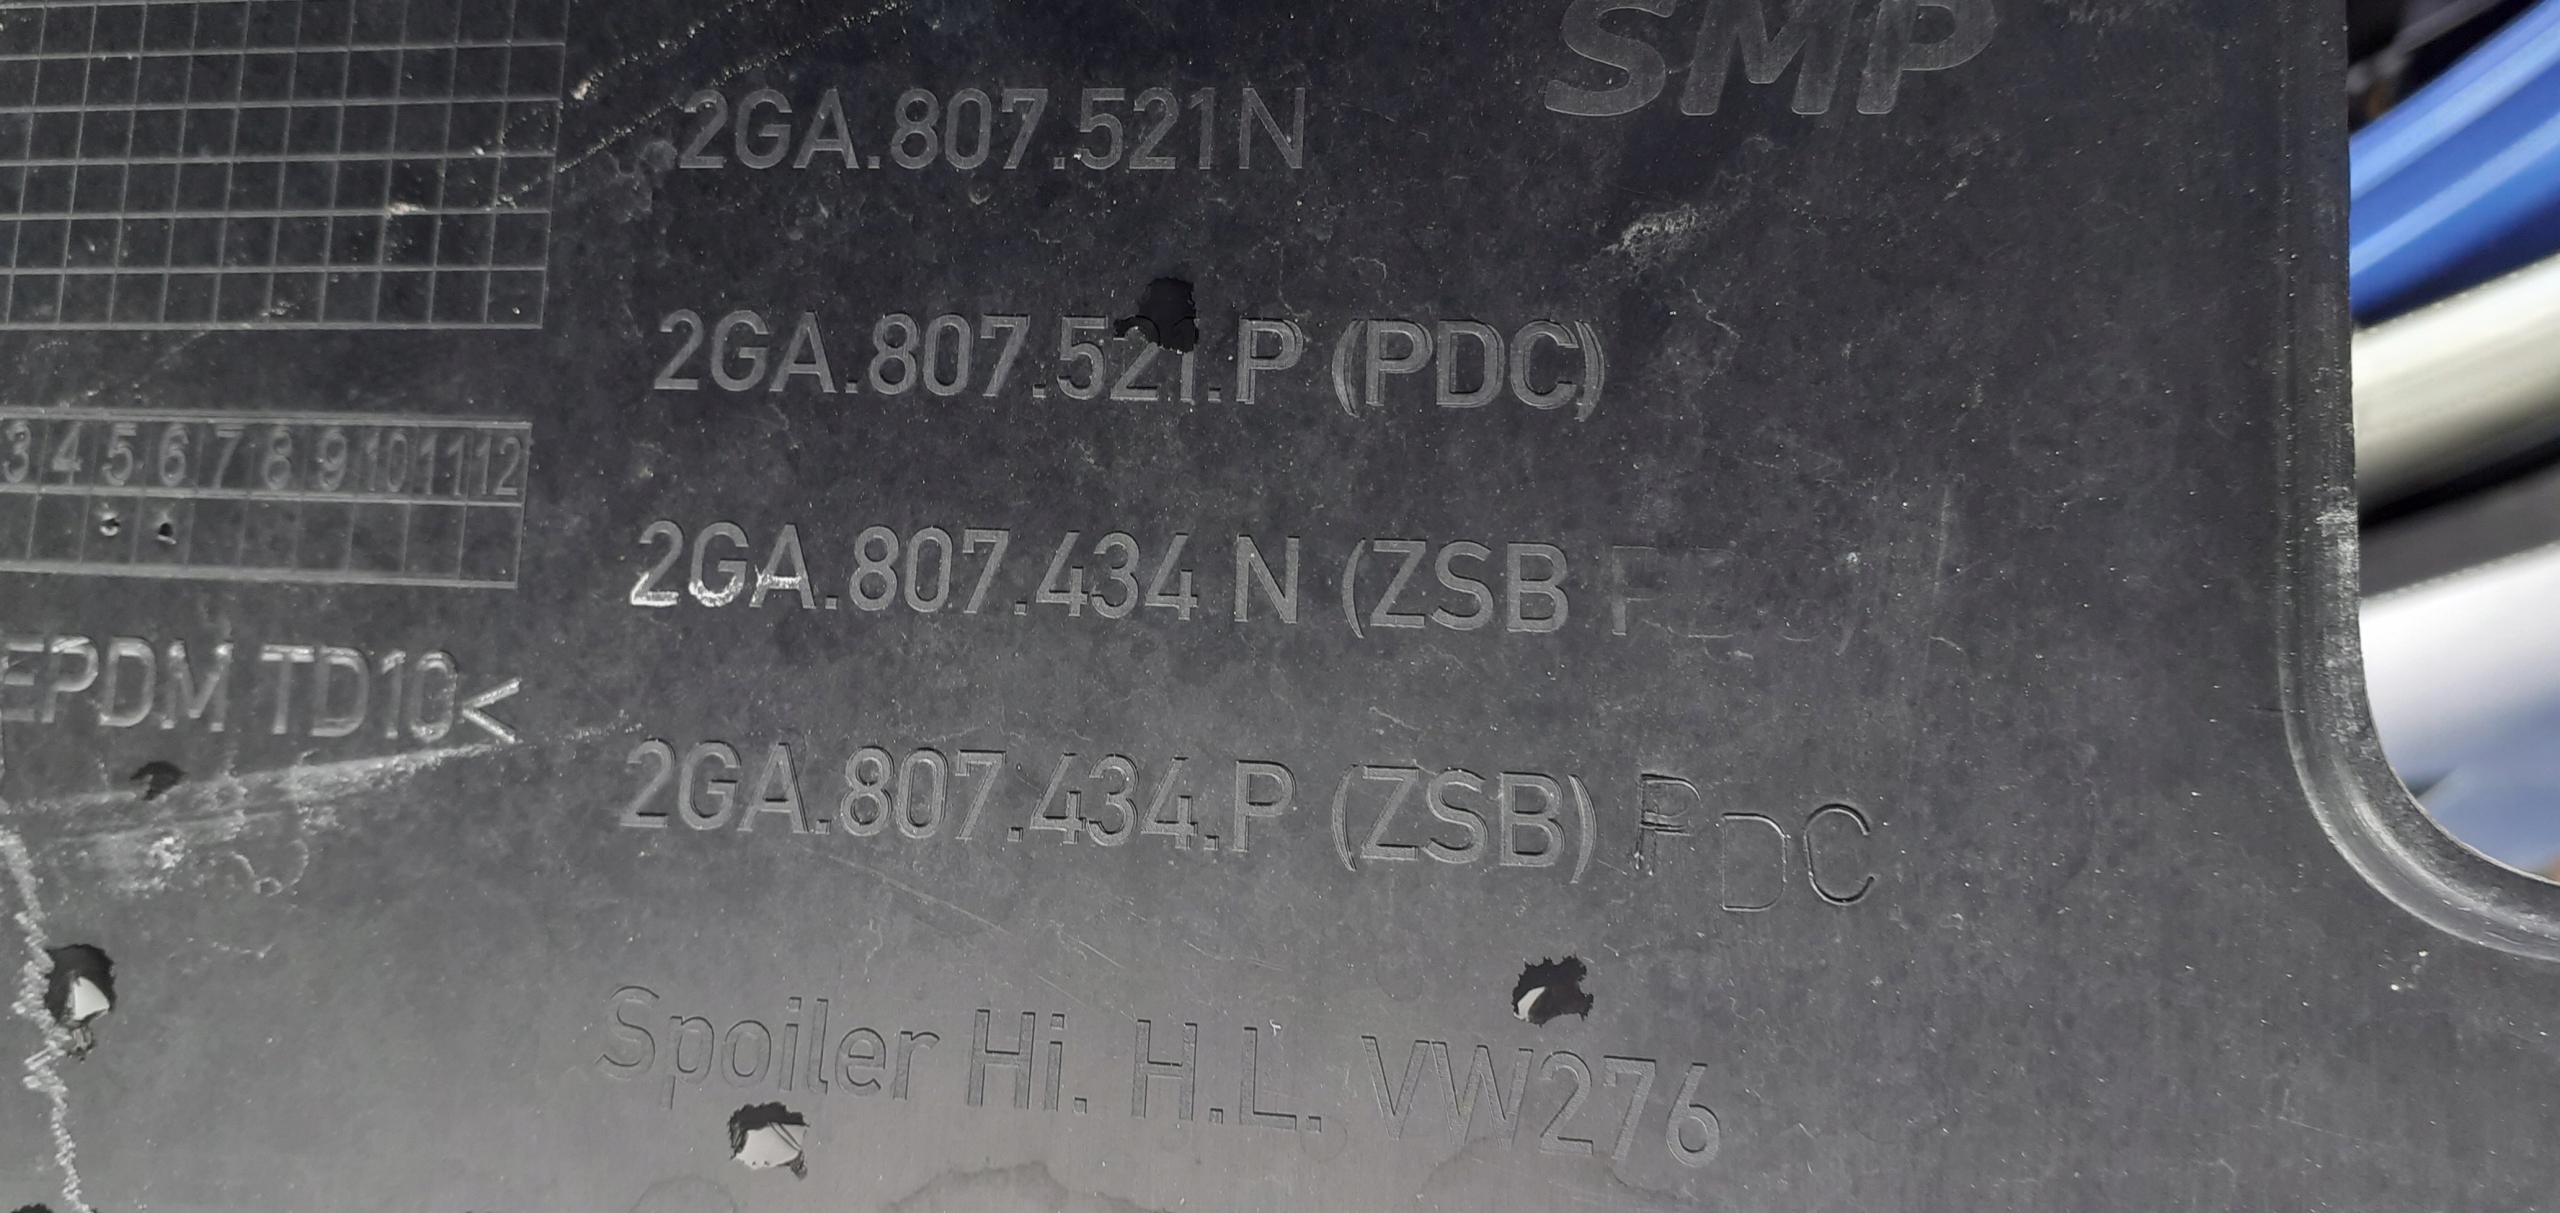 SMP
2GA.807.521N
2GA.807.521.P (PDC)
3 4 5 6 7 8 9 10 11 12
2GA.807.434 N (ZSB
EPDM TD10<
2GA.807.434.P (ZSB) PDC
Spoiler Hi. H.L. VW276